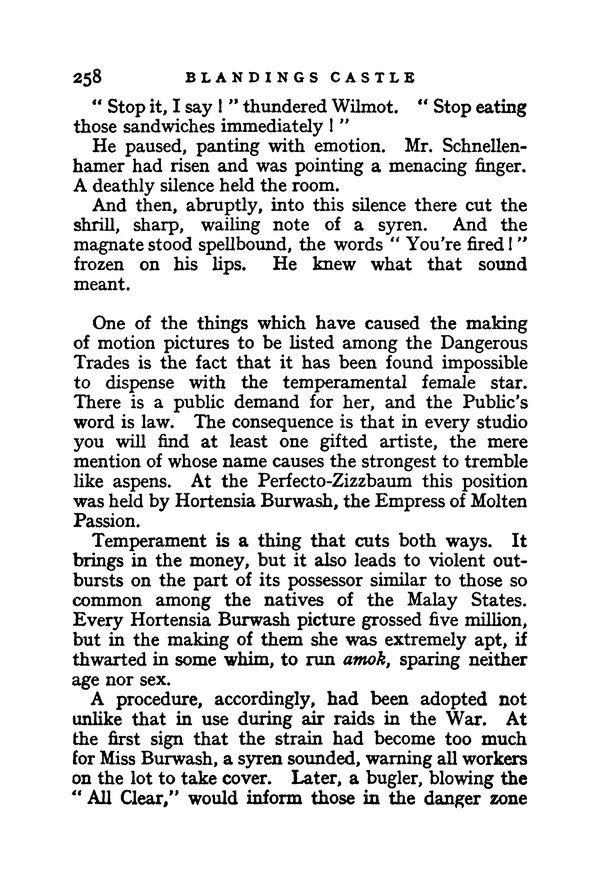 258 BLANDINGS CASTLE
“ Stop it, I say ! ” thundered Wilmot. “ Stop eating
those sandwiches immediately ! ”
He paused, panting with emotion. Mr. Schnellen-
hamer had risen and was pointing a menacing finger.
A deathly silence held the room.
And then, abruptly, into this silence there cut the
shrill, sharp, wailing note of a syren. And the
magnate stood spellbound, the words “ You’re fired ! ”
frozen on his lips. He knew what that sound
meant.
One of the things which have caused the making
of motion pictures to be listed among the Dangerous
Trades is the fact that it has been found impossible
to dispense with the temperamental female star.
There is a public demand for her, and the Public’s
word is law. The consequence is that in every studio
you will find at least one gifted artiste, the mere
mention of whose name causes the strongest to tremble
like aspens. At the Perfecto-Zizzbaum this position
was held by Hortensia Burwash, the Empress of Molten
Passion.
Temperament is a thing that cuts both ways. It
brings in the money, but it also leads to violent out-
bursts on the part of its possessor similar to those so
common among the natives of the Malay States.
Every Hortensia Burwash picture grossed five million,
but in the making of them she was extremely apt, if
thwarted in some whim, to run amok, sparing neither
age nor sex.
A procedure, accordingly, had been adopted not
unlike that in use during air raids in the War. At
the first sign that the strain had become too much
for Miss Burwash, a syren sounded, warning all workers
on the lot to take cover. Later, a bugler, blowing the
“ All Clear,” would inform those in the danger zone